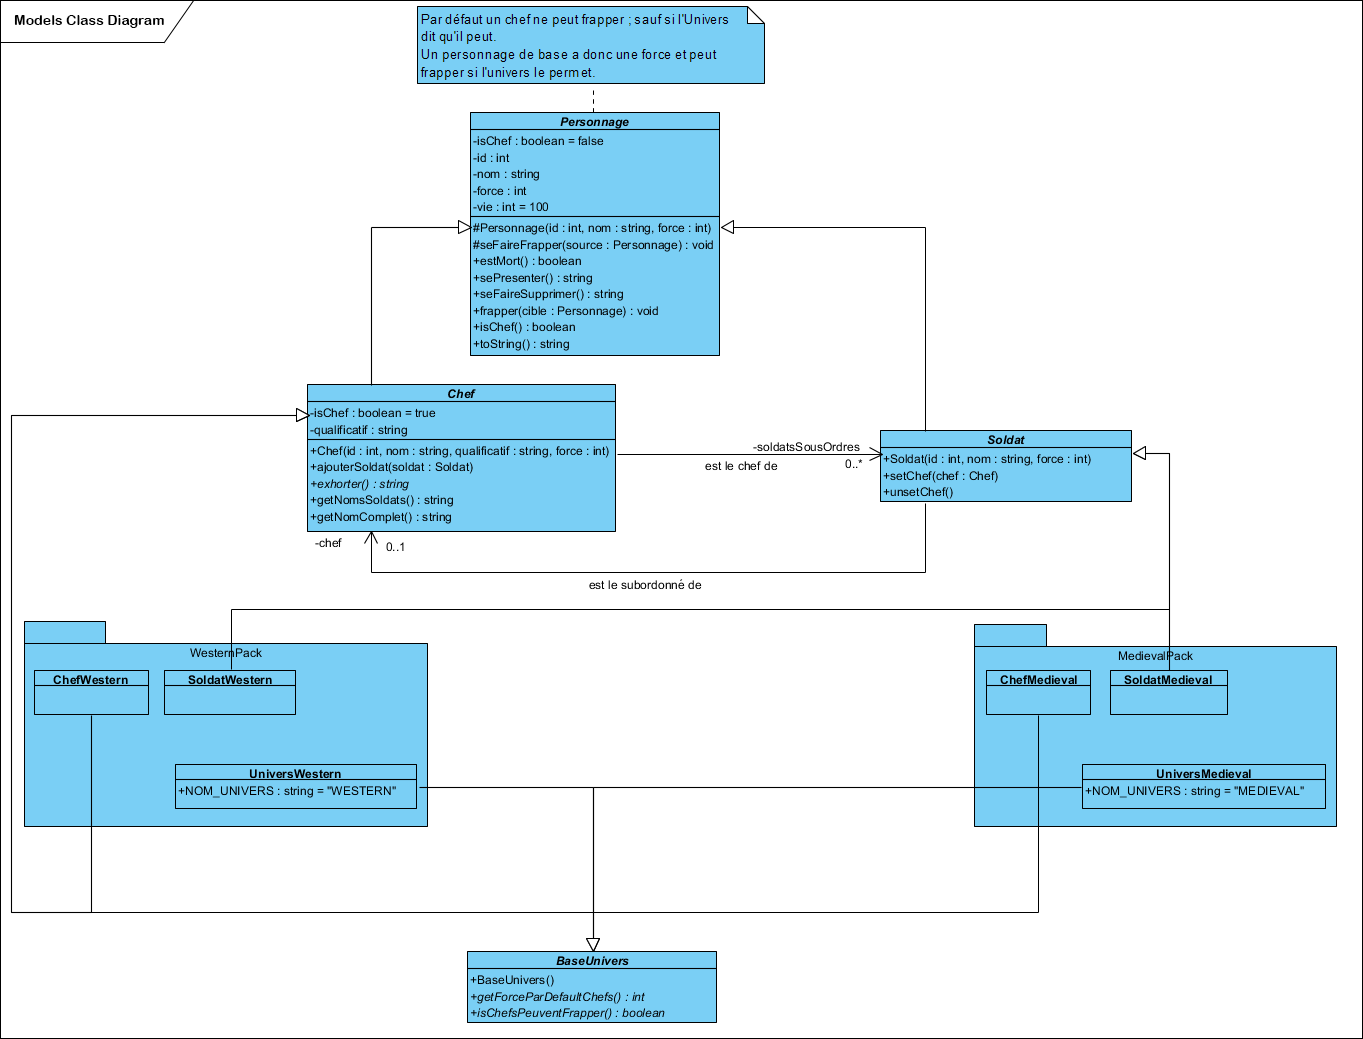 Models Class Diagram
Par défaut un chef ne peut frapper ; sauf si l'Univers
dit qu'il peut.
Un personnage de base a donc une force et peut
frapper si l'univers le permet.
Personnage
-isChef : boolean = false
-id : int
-nom : string
-force : int
-vie : int = 100
#Personnage(id : int, nom : string, force : int)
#seFaireFrapper(source : Personnage) : void
+estMort() : boolean
+sePresenter() : string
+seFaireSupprimer() : string
+frapper(cible : Personnage) : void
+isChef() : boolean
+toString() : string
Chef
-isChef : boolean = true
-qualificatif : string
+Chef(id : int, nom : string, qualificatif : string, force : int)
+ajouterSoldat(soldat : Soldat)
+exhorter() : string
+getNomsSoldats() : string
+getNomComplet() : string
-soldatsSousOrdres
est le chef de
0..*
Soldat
+Soldat(id : int, nom : string, force : int)
+setChef(chef : Chef)
+unsetChef()
-chef
0..1
est le subordonné de
WesternPack
ChefWestern
SoldatWestern
UniversWestern
+NOM_UNIVERS : string = "WESTERN"
MedievalPack
ChefMedieval
SoldatMedieval
UniversMedieval
+NOM_UNIVERS : string = "MEDIEVAL"
BaseUnivers
+BaseUnivers()
+getForceParDefaultChefs() : int
+isChefsPeuventFrapper() : boolean